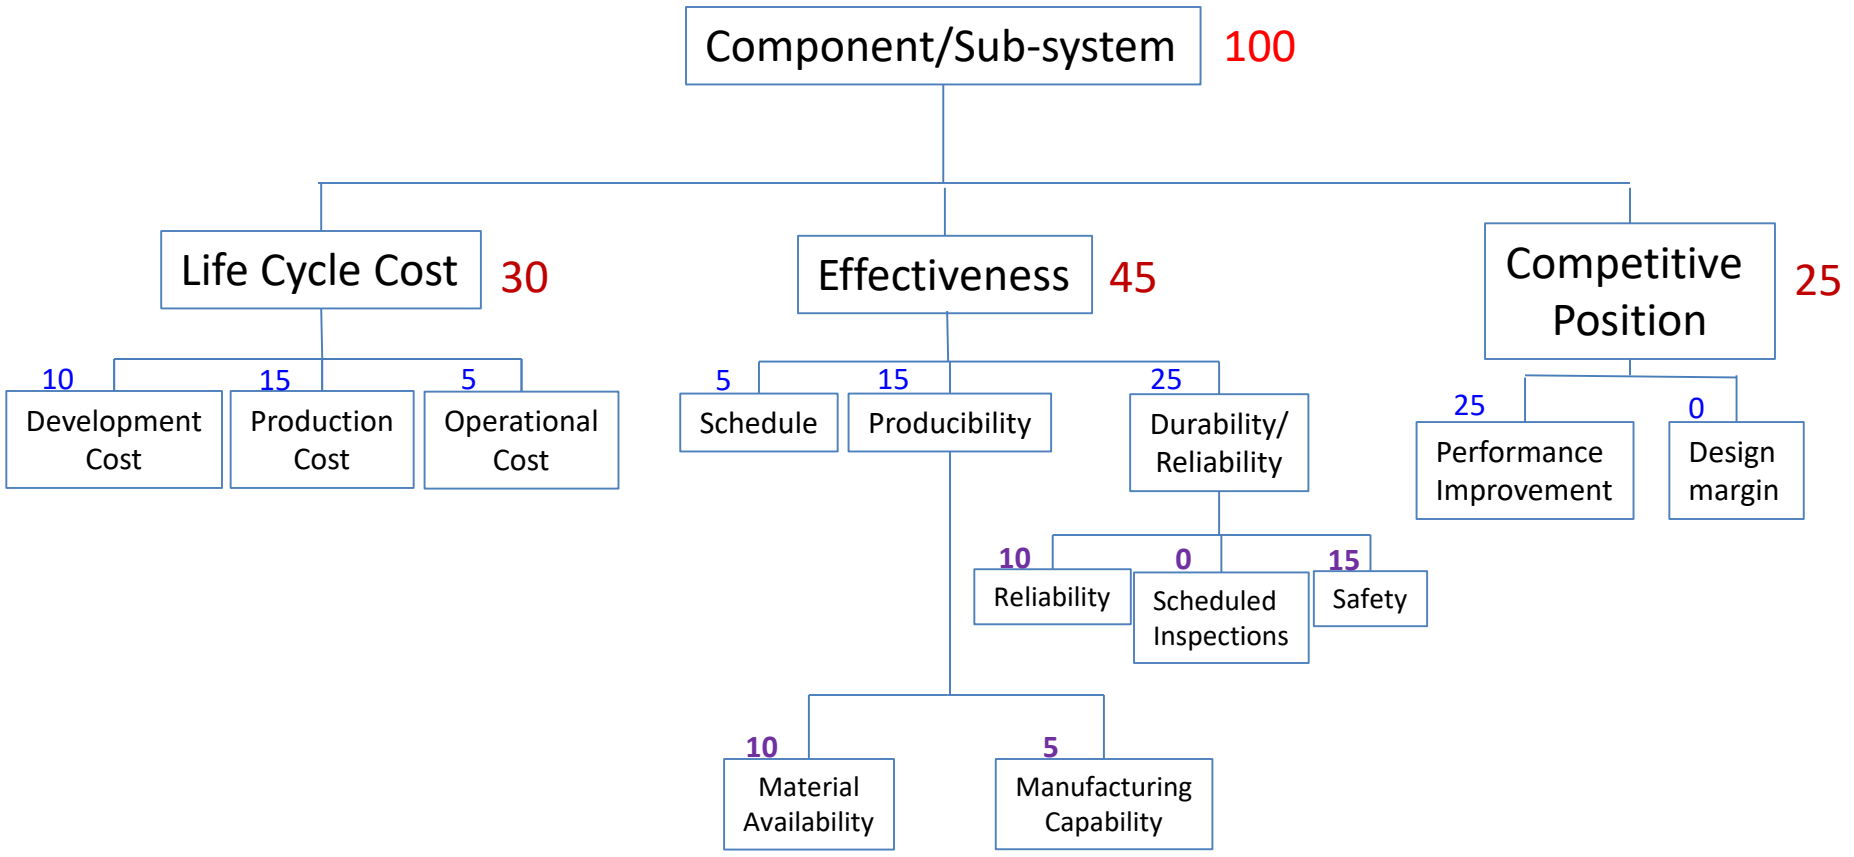 Component/Sub-system 100
Life Cycle Cost 30
Effectiveness 45
Competitive
Position 25
10
Development
Cost
15
Production
Cost
5
Operational
Cost
5
Schedule
15
Producibility
25
Durability/
Reliability
25
Performance
Improvement
0
Design
margin
10
Reliability
0
Scheduled
Inspections
15
Safety
10
Material
Availability
5
Manufacturing
Capability